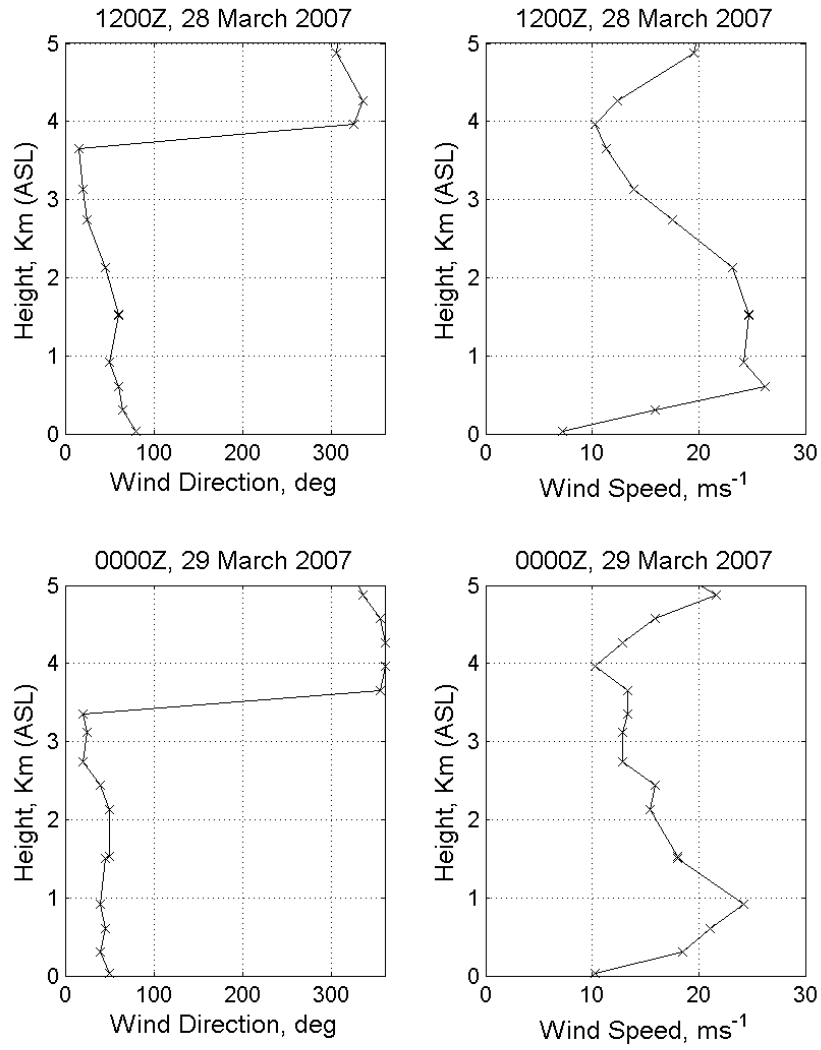 1200Z, 28 March 2007
5
4
3
2
1
0
0 100 200 300
Height, Km (ASL)
Wind Direction, deg
1200Z, 28 March 2007
5
4
3
2
1
0
0 10 20 30
Height, Km (ASL)
Wind Speed, ms⁻¹
0000Z, 29 March 2007
5
4
3
2
1
0
0 100 200 300
Height, Km (ASL)
Wind Direction, deg
0000Z, 29 March 2007
5
4
3
2
1
0
0 10 20 30
Height, Km (ASL)
Wind Speed, ms⁻¹